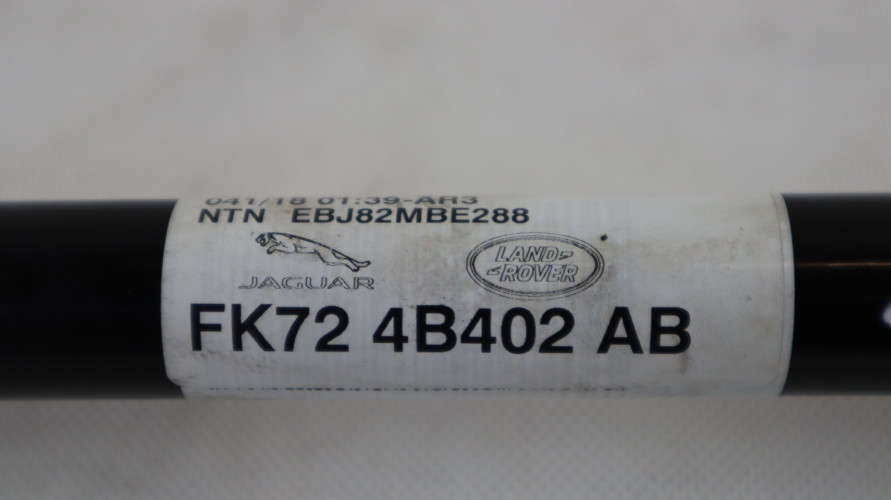 041/18 01:39-AR3
NTN EBJ82MBE288
JAGUAR
LAND-
-ROVER
FK72 4B402 AB